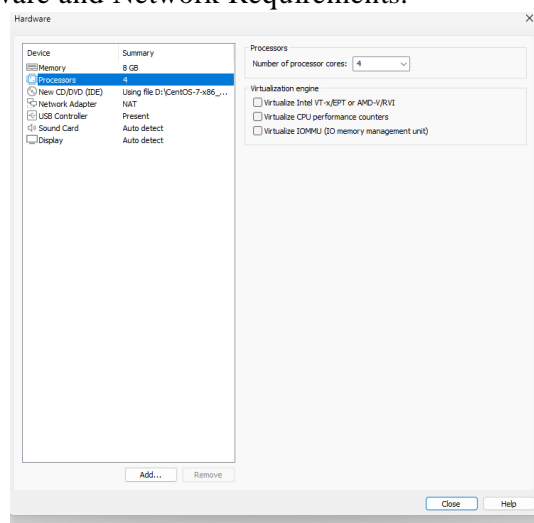 ware and Network Requirements:
Hardware
Device Summary
Memory 8 GB
Processors 4
New CD/DVD (IDE) Using file D:\CentOS-7-x86_...
Network Adapter NAT
USB Controller Present
Sound Card Auto detect
Display Auto detect
Add... Remove
Processors
Number of processor cores: 4
Virtualization engine
Virtualize Intel VT-x/EPT or AMD-V/RVI
Virtualize CPU performance counters
Virtualize IOMMU (IO memory management unit)
Close Help